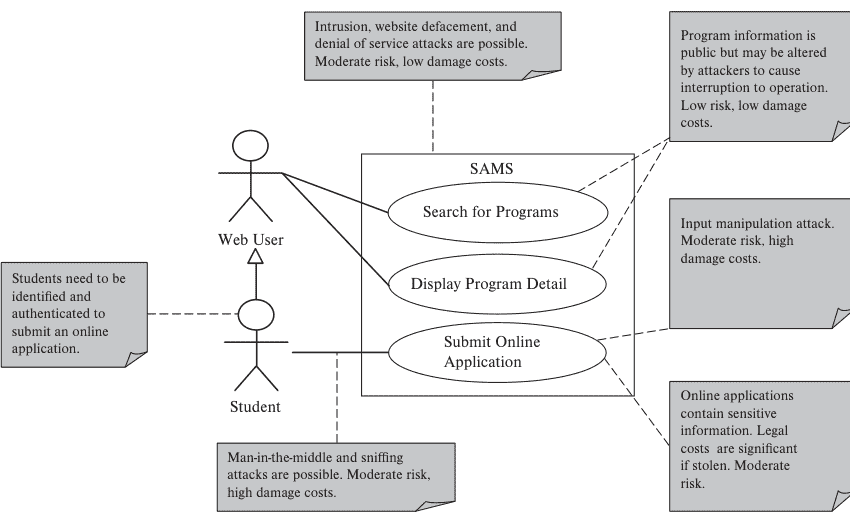 Intrusion, website defacement, and
denial of service attacks are possible.
Moderate risk, low damage costs.
Program information is
public but may be altered
by attackers to cause
interruption to operation.
Low risk, low damage
costs.
SAMS
Search for Programs
Web User
Input manipulation attack.
Moderate risk, high
damage costs.
Students need to be
identified and
authenticated to
submit an online
application.
Display Program Detail
Submit Online
Application
Student
Online applications
contain sensitive
information. Legal
costs are significant
if stolen. Moderate
risk.
Man-in-the-middle and sniffing
attacks are possible. Moderate risk,
high damage costs.